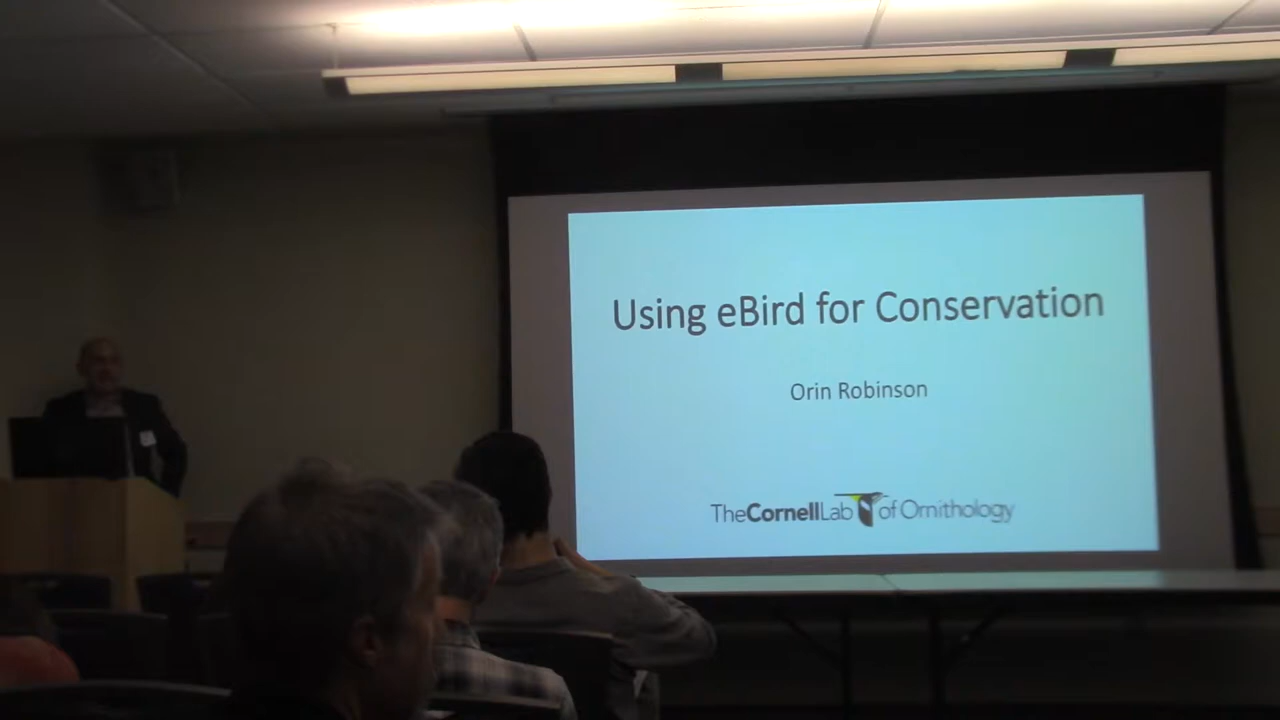 Using eBird for Conservation
Orin Robinson
TheCornellLab of Ornithology